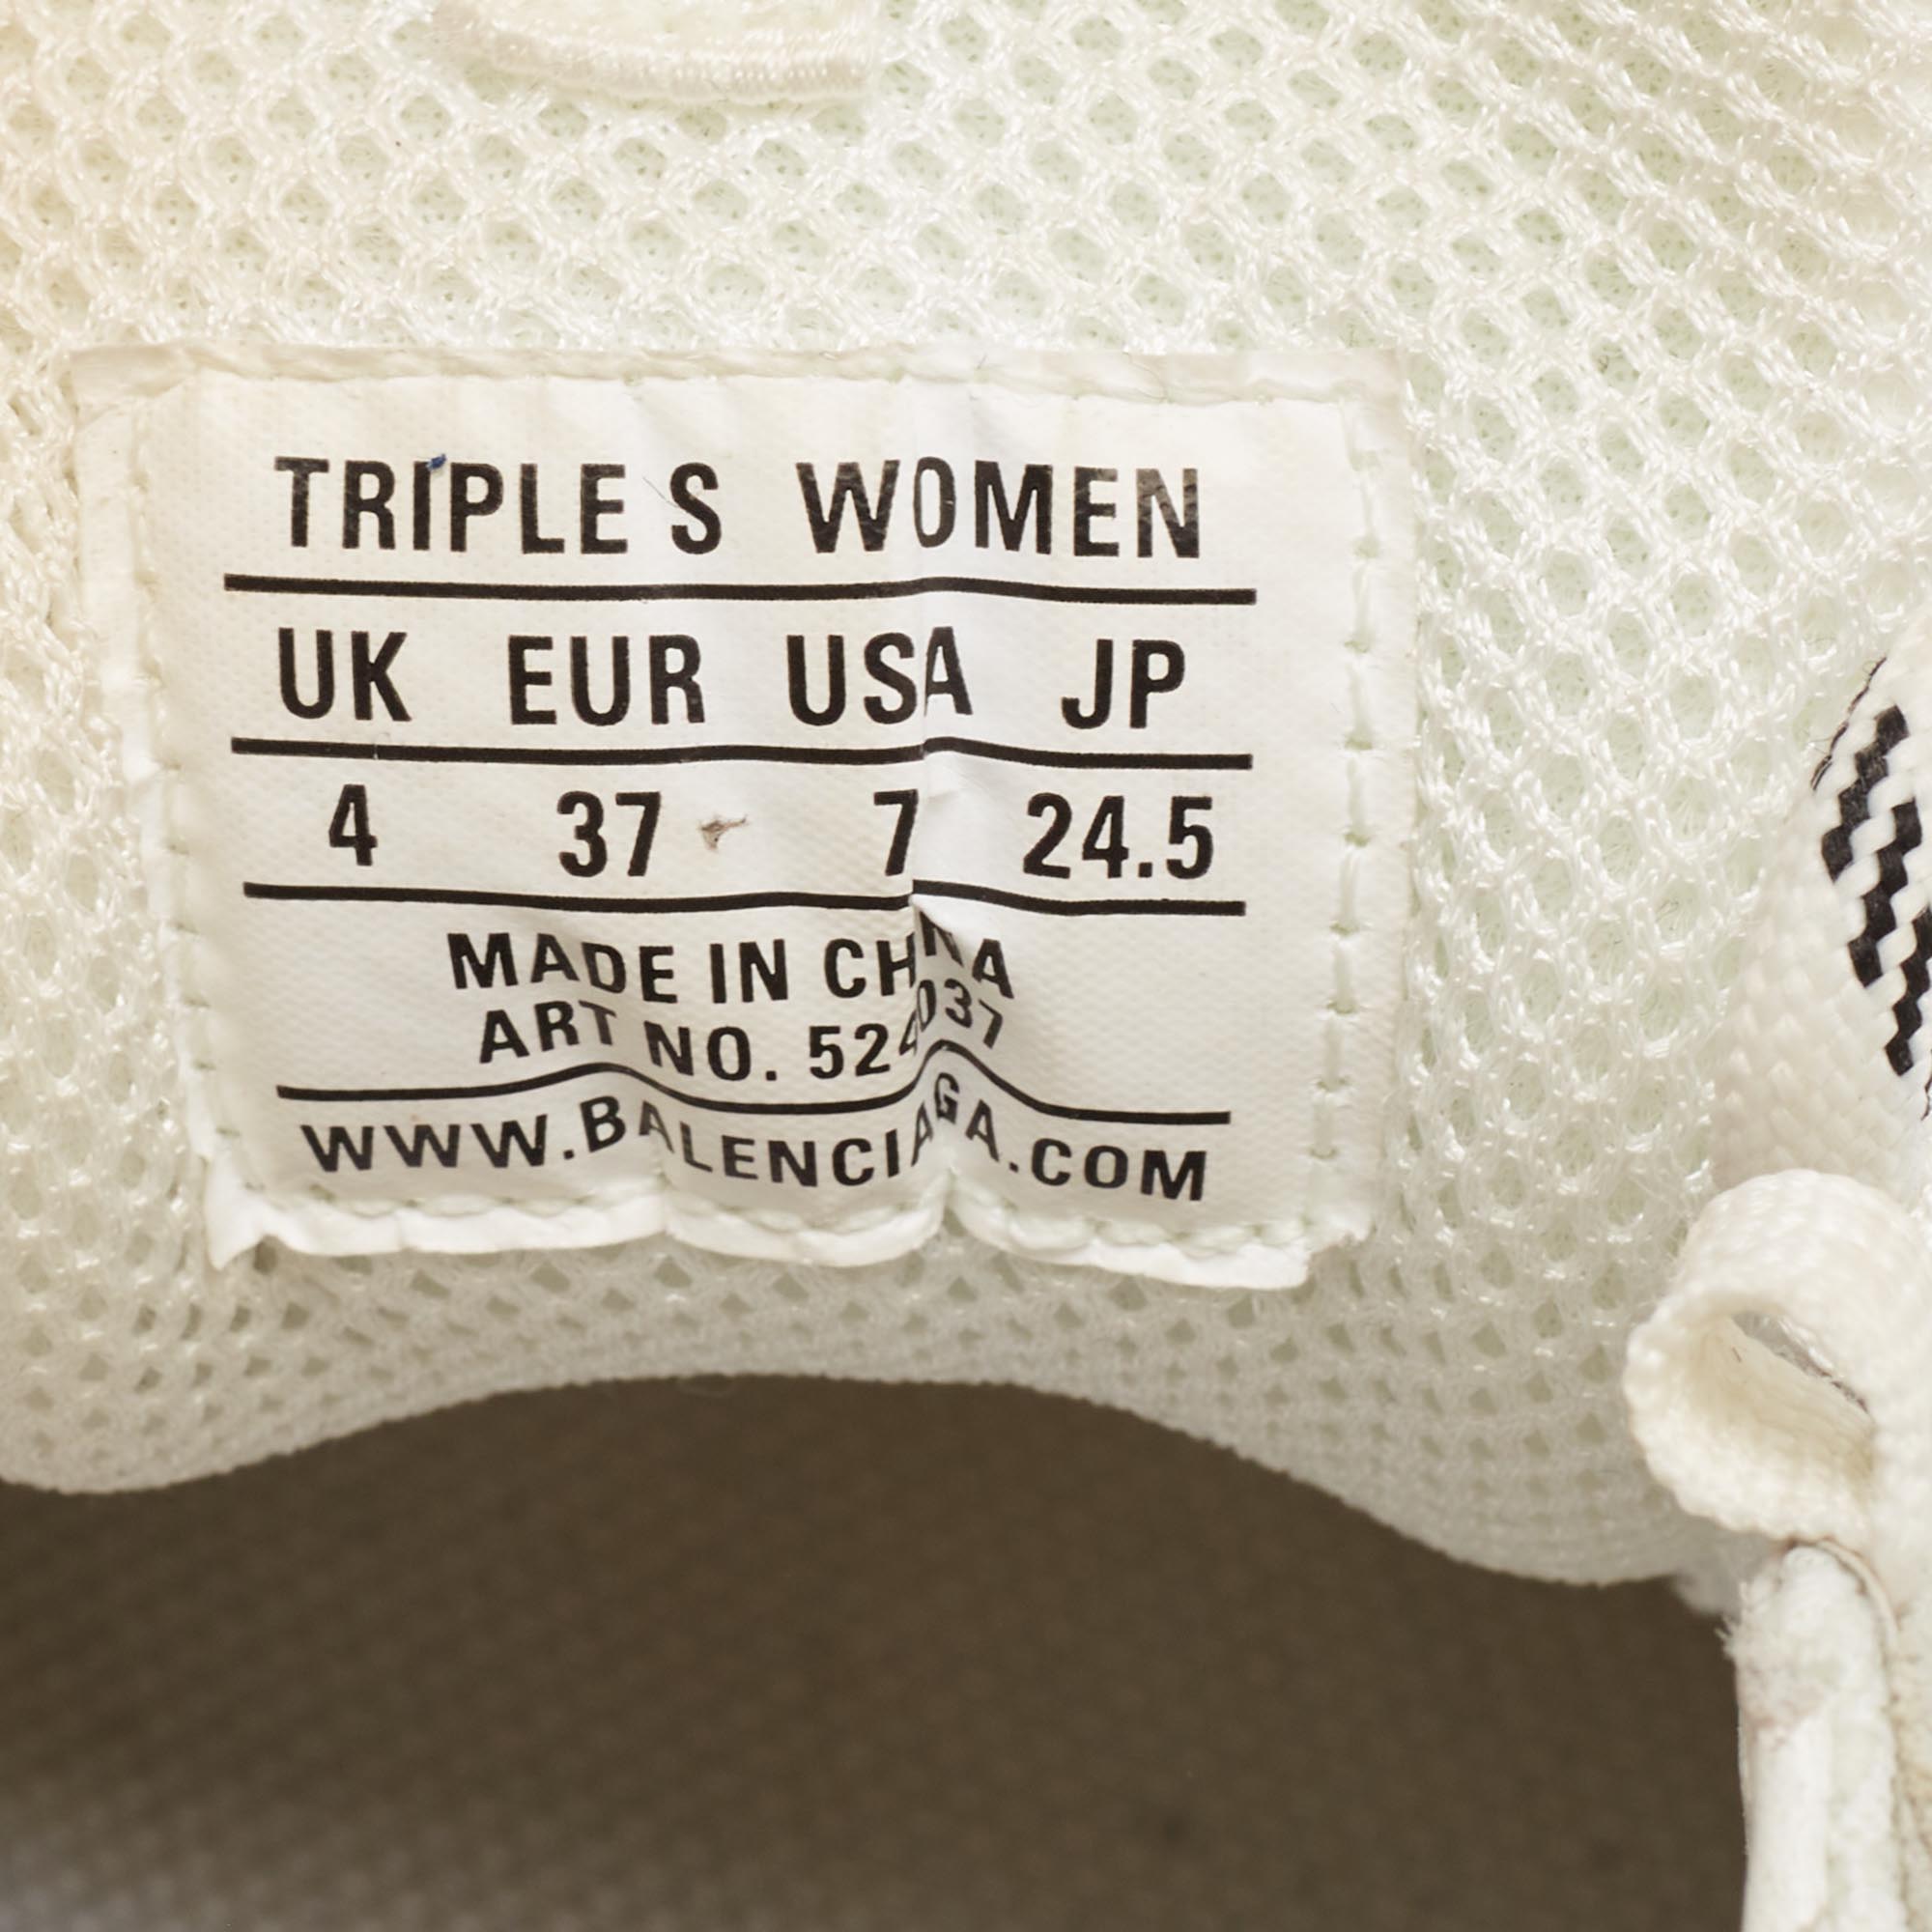 TRIPLE S WOMEN
UK EUR USA JP
4 37 7 24.5
MADE IN CHINA
ART NO. 524037
WWW.BALENCIAGA.COM